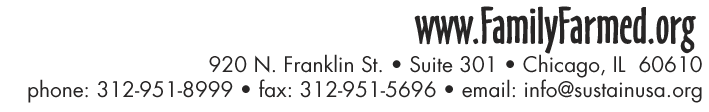 www.FamilyFarmed.org
920 N. Franklin St. • Suite 301 • Chicago, IL  60610
phone: 312-951-8999 • fax: 312-951-5696 • email: info@sustainusa.org